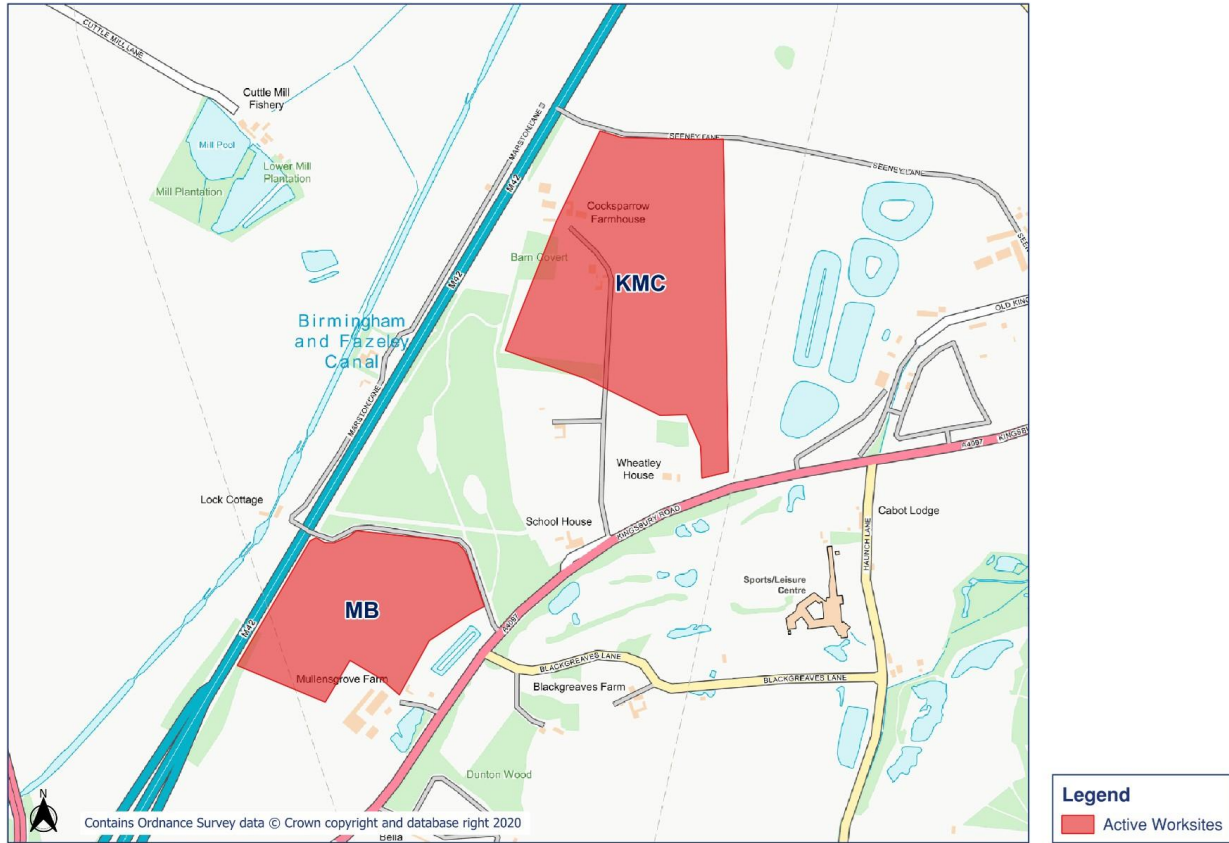 CUTTLE MILL LANE
Cuttle Mill
Fishery
Mill Pool
Lower Mill
Plantation
Mill Plantation
MARSTON LANE
M42
SEENEY LANE
SEENEY LANE
Cocksparrow
Farmhouse
Barn Covert
KMC
M42
Birmingham
and Fazeley
Canal
MARSTON LANE
B4097
Wheatley
House
Lock Cottage
School House
KINGSBURY ROAD
Cabot Lodge
HAUNCH LANE
Sports/Leisure
Centre
MB
M42
Mullensgrove Farm
BLACKGREAVES LANE
BLACKGREAVES LANE
Blackgreaves Farm
Dunton Wood
N
Contains Ordnance Survey data © Crown copyright and database right 2020
Bella
Legend
Active Worksites